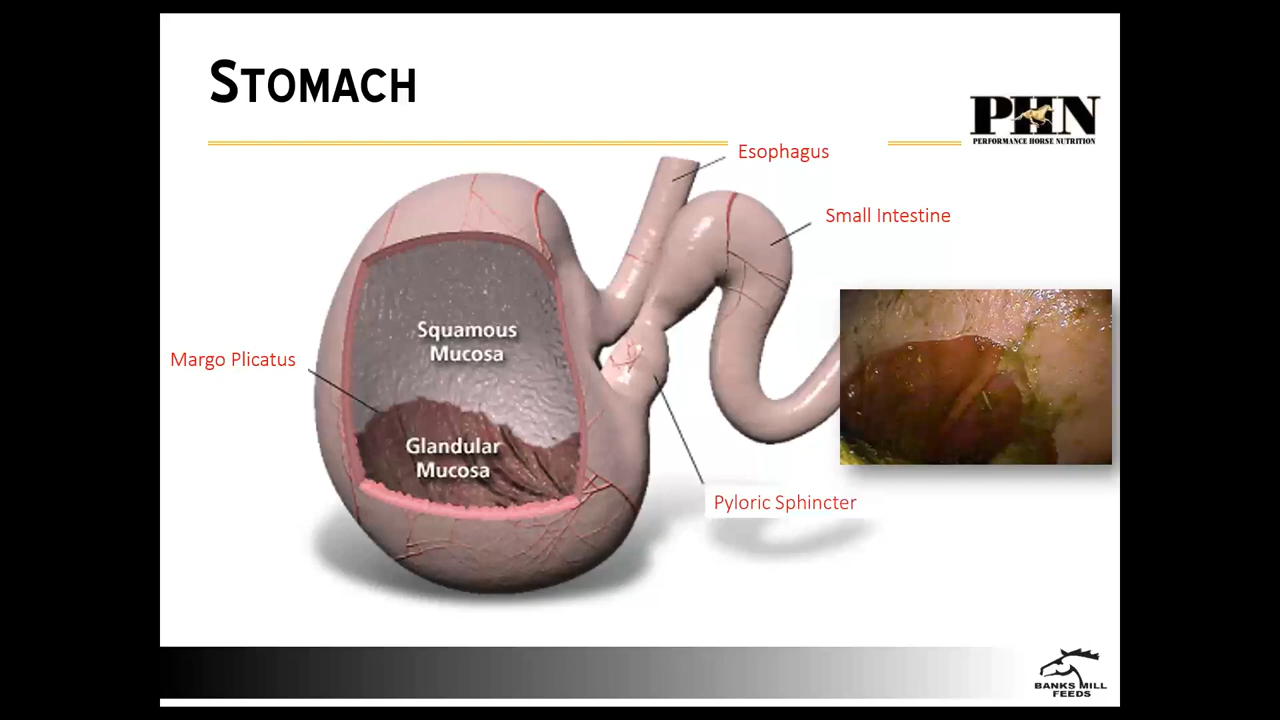 STOMACH
PHN
PERFORMANCE HORSE NUTRITION
Esophagus
Small Intestine
Squamous
Mucosa
Margo Plicatus
Glandular
Mucosa
Pyloric Sphincter
BANKS MILL
FEEDS